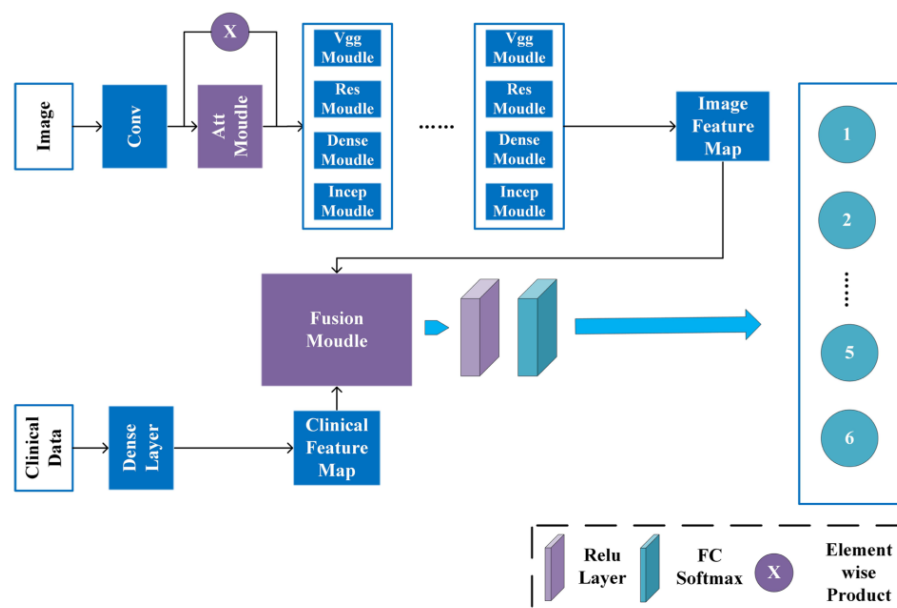 X
Image
Conv
Att
Moudle
Vgg
Moudle
Res
Moudle
Dense
Moudle
Incep
Moudle
......
Vgg
Moudle
Res
Moudle
Dense
Moudle
Incep
Moudle
Image
Feature
Map
Fusion
Moudle
Clinical
Data
Dense
Layer
Clinical
Feature
Map
1
2
......
5
6
Relu
Layer
FC
Softmax
X
Element
wise
Product